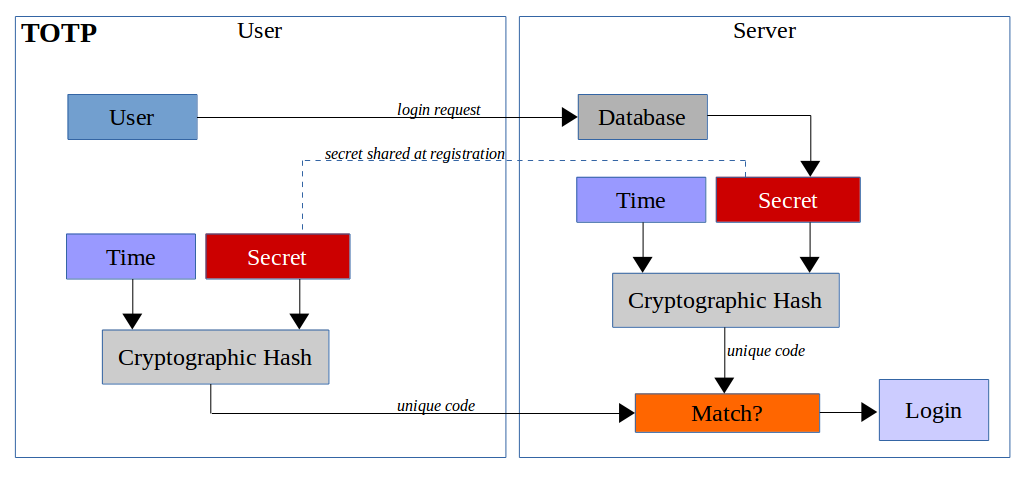 TOTP
User
Server
User
login request
Database
secret shared at registration
Time
Secret
Time
Secret
Cryptographic Hash
Cryptographic Hash
unique code
unique code
Match?
Login